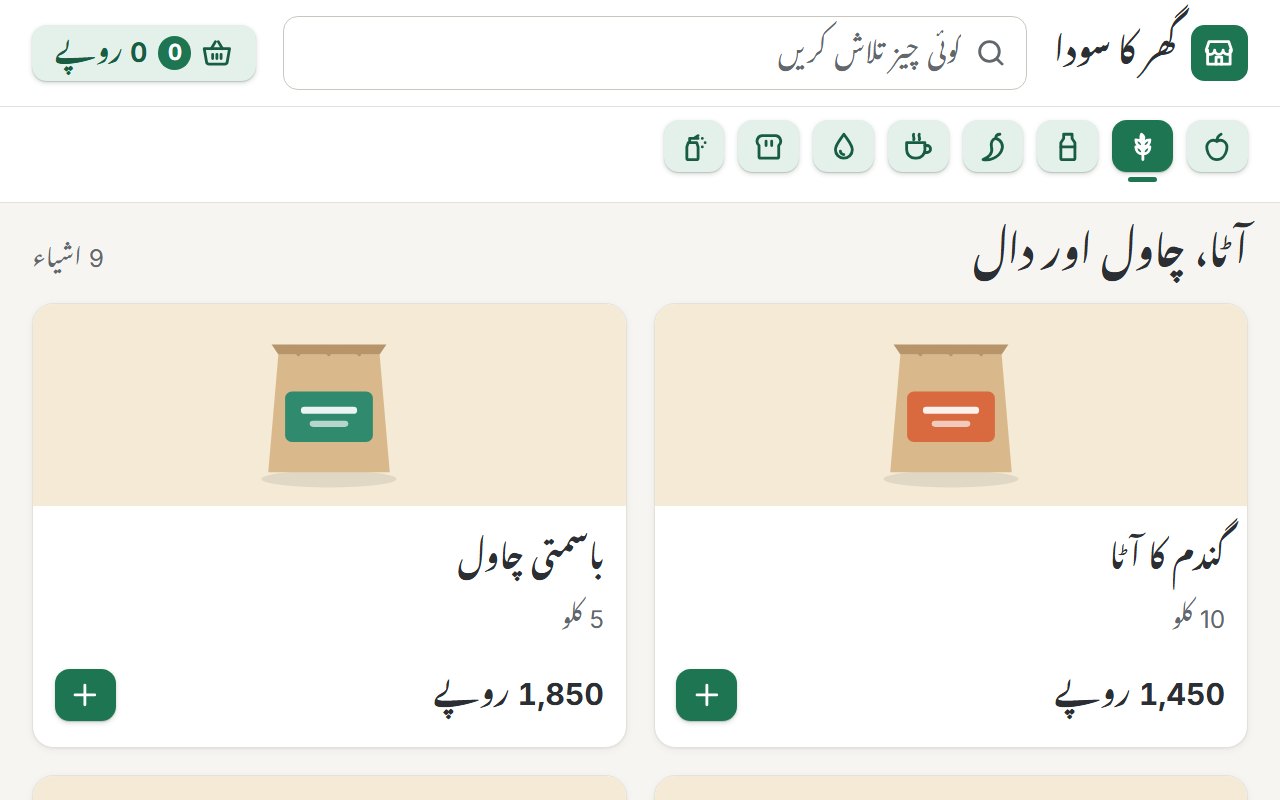 گھر کا سودا
کوئی چیز تلاش کریں
0
0 روپے
آٹا، چاول اور دال
9 اشیاء
گندم کا آٹا
10 کلو
1,450 روپے
باسمتی چاول
5 کلو
1,850 روپے